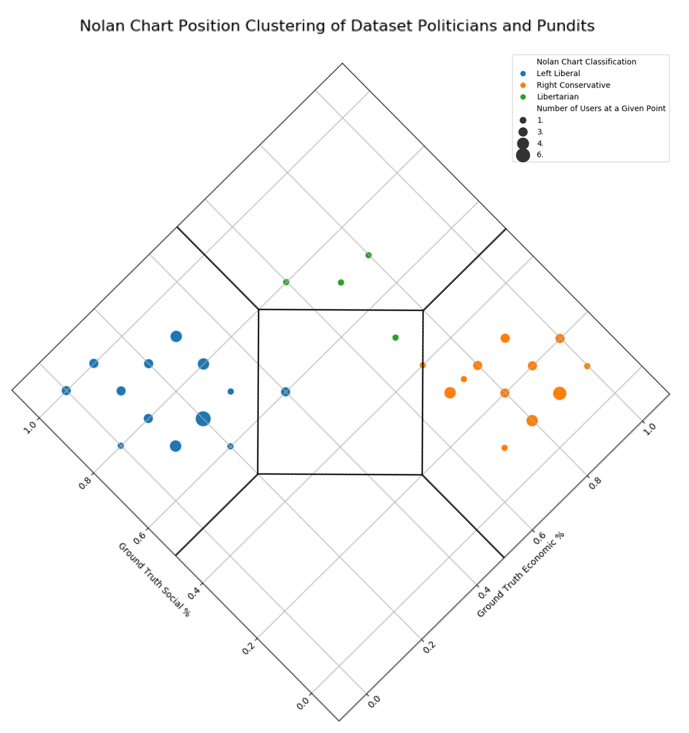 Nolan Chart Position Clustering of Dataset Politicians and Pundits
Nolan Chart Classification
Left Liberal
Right Conservative
Libertarian
Number of Users at a Given Point
1.
3.
4.
6.
1.0
0.8
0.6
0.4
0.2
0.0
Ground Truth Social %
0.0
0.2
0.4
0.6
0.8
1.0
Ground Truth Economic %